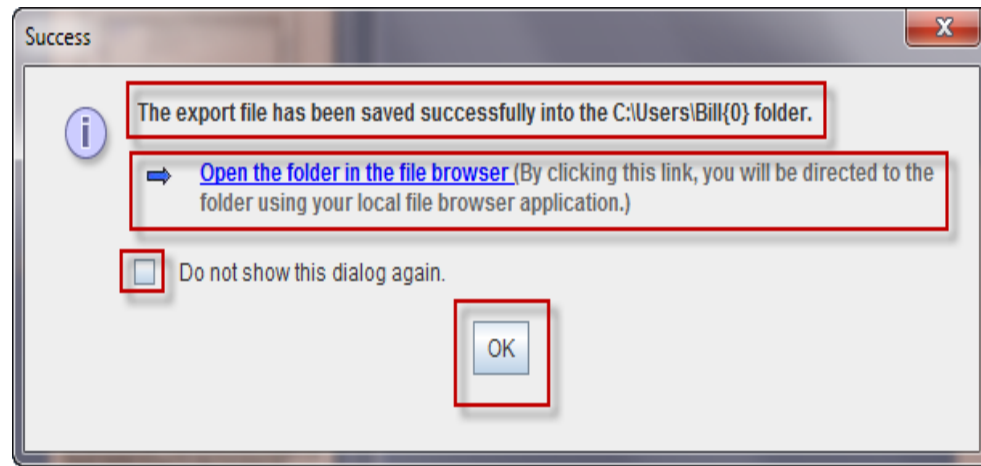 Success
The export file has been saved successfully into the C:\Users\Bill{0} folder.
Open the folder in the file browser (By clicking this link, you will be directed to the
folder using your local file browser application.)
Do not show this dialog again.
OK